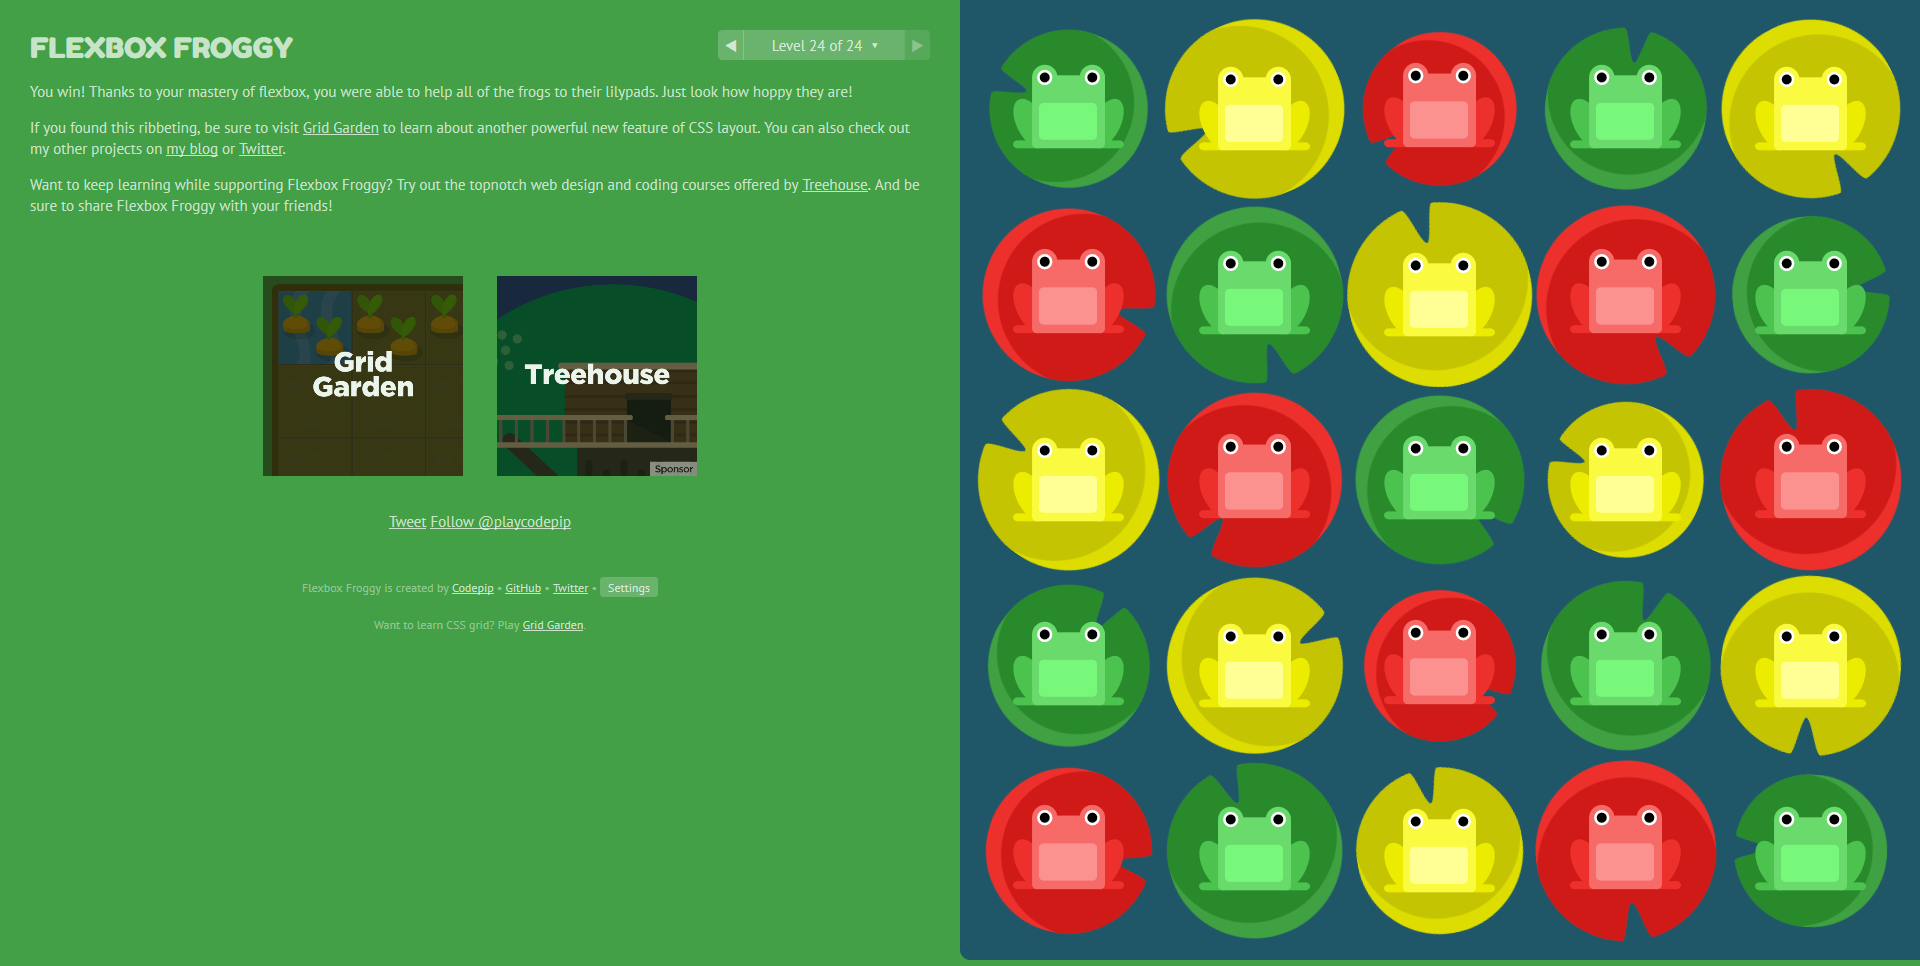 FLEXBOX FROGGY
◀ Level 24 of 24 ▼ ▶
You win! Thanks to your mastery of flexbox, you were able to help all of the frogs to their lilypads. Just look how hoppy they are!
If you found this ribbeting, be sure to visit Grid Garden to learn about another powerful new feature of CSS layout. You can also check out
my other projects on my blog or Twitter.
Want to keep learning while supporting Flexbox Froggy? Try out the topnotch web design and coding courses offered by Treehouse. And be
sure to share Flexbox Froggy with your friends!
Grid
Garden
Treehouse
Sponsor
Tweet Follow @playcodepip
Flexbox Froggy is created by Codepip • GitHub • Twitter • Settings
Want to learn CSS grid? Play Grid Garden.